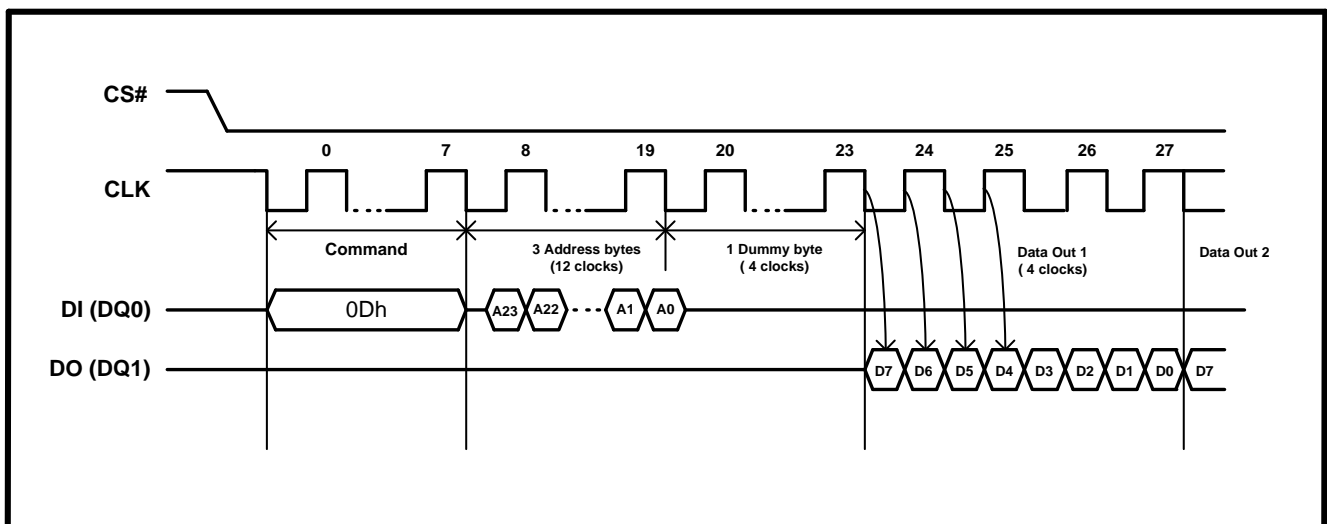 CS#
0 7 8 19 20 23 24 25 26 27
CLK
Command
3 Address bytes
(12 clocks)
1 Dummy byte
( 4 clocks)
Data Out 1
( 4 clocks)
Data Out 2
DI (DQ0)
0Dh A23 A22 A1 A0
DO (DQ1)
D7 D6 D5 D4 D3 D2 D1 D0 D7